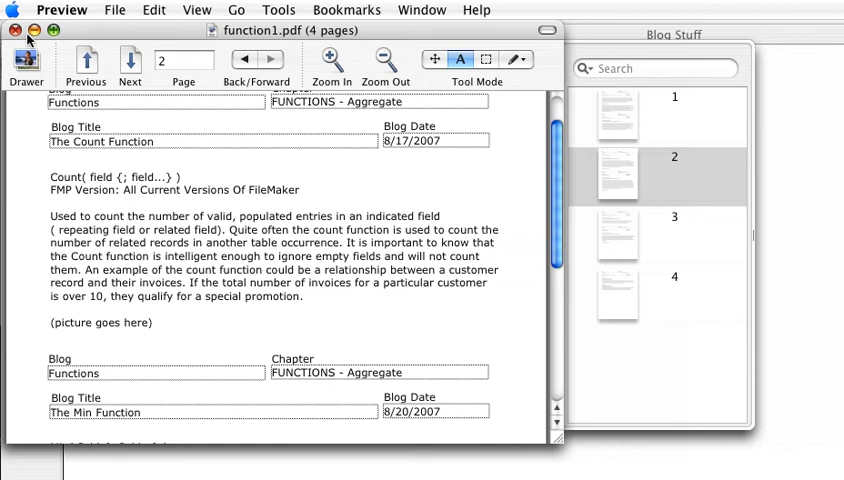 Preview File Edit View Go Tools Bookmarks Window Help
function1.pdf (4 pages)
Blog Stuff
2
Search
Drawer Previous Next Page Back/Forward Zoom In Zoom Out Tool Mode
A
Functions FUNCTIONS - Aggregate
Blog Title Blog Date
The Count Function 8/17/2007
Count( field {; field...} )
FMP Version: All Current Versions Of FileMaker
Used to count the number of valid, populated entries in an indicated field
( repeating field or related field). Quite often the count function is used to count the
number of related records in another table occurrence. It is important to know that
the Count function is intelligent enough to ignore empty fields and will not count
them. An example of the count function could be a relationship between a customer
record and their invoices. If the total number of invoices for a particular customer
is over 10, they qualify for a special promotion.
(picture goes here)
Blog Chapter
Functions FUNCTIONS - Aggregate
Blog Title Blog Date
The Min Function 8/20/2007
1
2
3
4